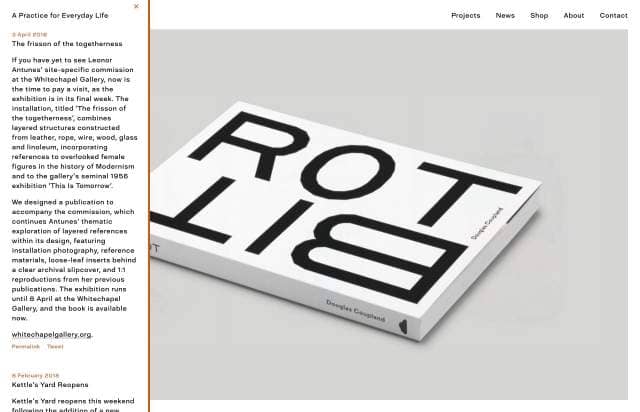 ×
A Practice for Everyday Life
Projects News Shop About Contact
3 April 2018
The frisson of the togetherness
If you have yet to see Leonor
Antunes' site-specific commission
at the Whitechapel Gallery, now is
the time to pay a visit, as the
exhibition is in its final week. The
installation, titled 'The frisson of
the togetherness', combines
layered structures constructed
from leather, rope, wire, wood, glass
and linoleum, incorporating
references to overlooked female
figures in the history of Modernism
and to the gallery's seminal 1956
exhibition 'This Is Tomorrow'.
We designed a publication to
accompany the commission, which
continues Antunes' thematic
exploration of layered references
within its design, featuring
installation photography, reference
materials, loose-leaf inserts behind
a clear archival slipcover, and 1:1
reproductions from her previous
publications. The exhibition runs
until 8 April at the Whitechapel
Gallery, and the book is available
now.
whitechapelgallery.org.
Permalink Tweet
8 February 2018
Kettle's Yard Reopens
Kettle's Yard reopens this weekend
following the addition of a new
ROT
BIT
Douglas Coupland
OT
Douglas Coupland